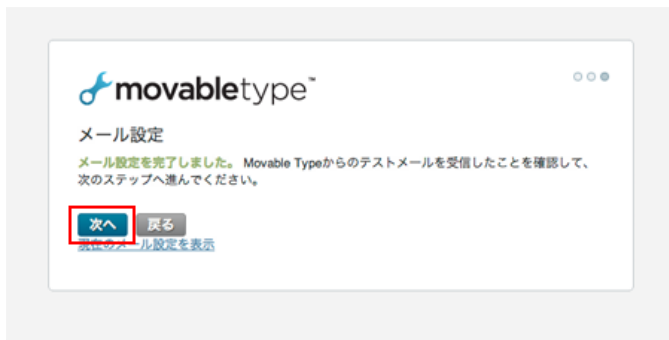 movabletype™
メール設定
メール設定を完了しました。 Movable Typeからのテストメールを受信したことを確認して、
次のステップへ進んでください。
次へ 戻る
現在のメール設定を表示